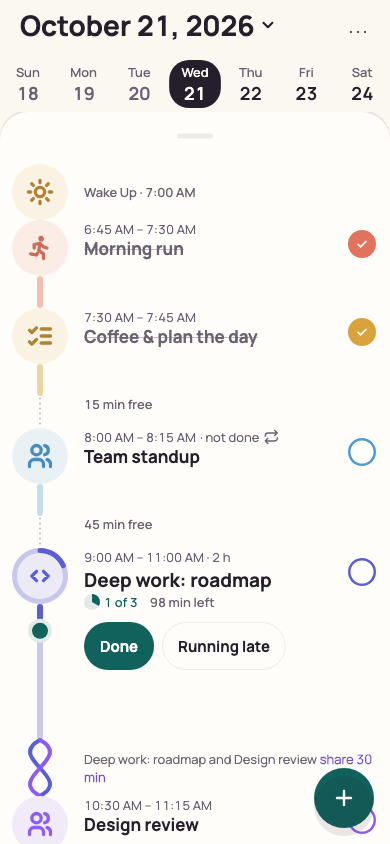 October 21, 2026
...
Sun Mon Tue Wed Thu Fri Sat
18 19 20 21 22 23 24
Wake Up · 7:00 AM
6:45 AM – 7:30 AM
Morning run
7:30 AM – 7:45 AM
Coffee & plan the day
15 min free
8:00 AM – 8:15 AM · not done
Team standup
45 min free
9:00 AM – 11:00 AM · 2 h
Deep work: roadmap
1 of 3 98 min left
Done Running late
Deep work: roadmap and Design review share 30
min
10:30 AM – 11:15 AM
Design review